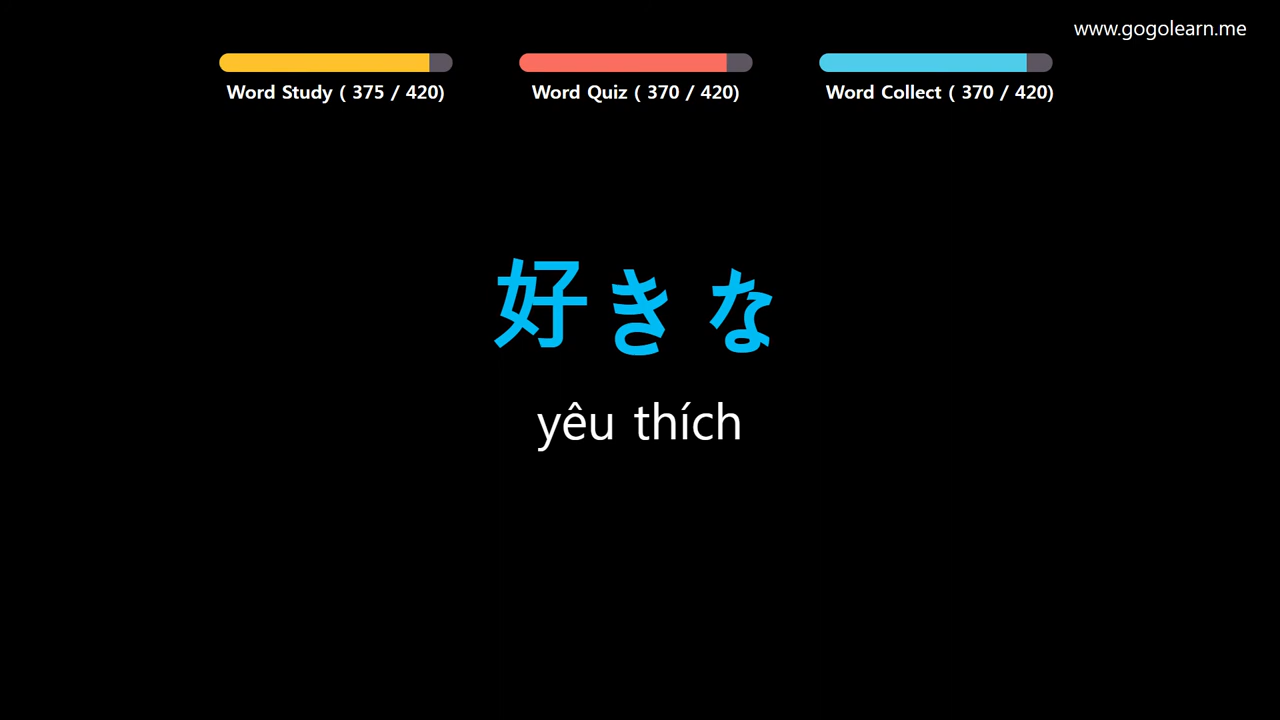 www.gogolearn.me
Word Study ( 375 / 420)
Word Quiz ( 370 / 420)
Word Collect ( 370 / 420)
好きな
yêu thích